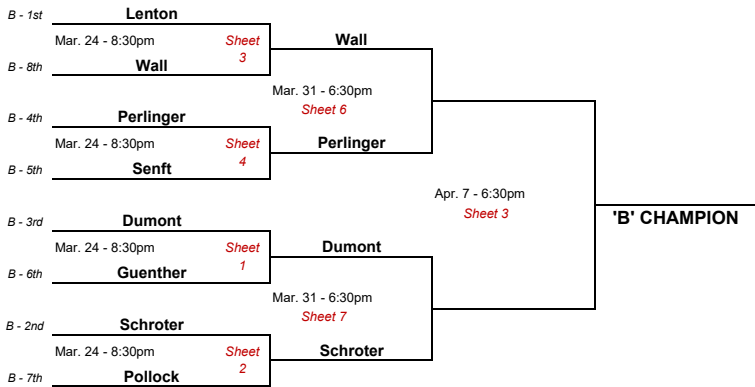 B - 1st Lenton
Mar. 24 - 8:30pm Sheet 3
B - 8th Wall
Wall
Mar. 31 - 6:30pm
Sheet 6
B - 4th Perlinger
Mar. 24 - 8:30pm Sheet 4
B - 5th Senft
Perlinger
Apr. 7 - 6:30pm
Sheet 3
'B' CHAMPION
B - 3rd Dumont
Mar. 24 - 8:30pm Sheet 1
B - 6th Guenther
Dumont
Mar. 31 - 6:30pm
Sheet 7
B - 2nd Schroter
Mar. 24 - 8:30pm Sheet 2
B - 7th Pollock
Schroter